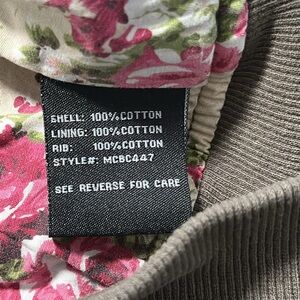 SHELL: 100%COTTON
LINING: 100%COTTON
RIB: 100%COTTON
STYLE#: MCBC447
SEE REVERSE FOR CARE